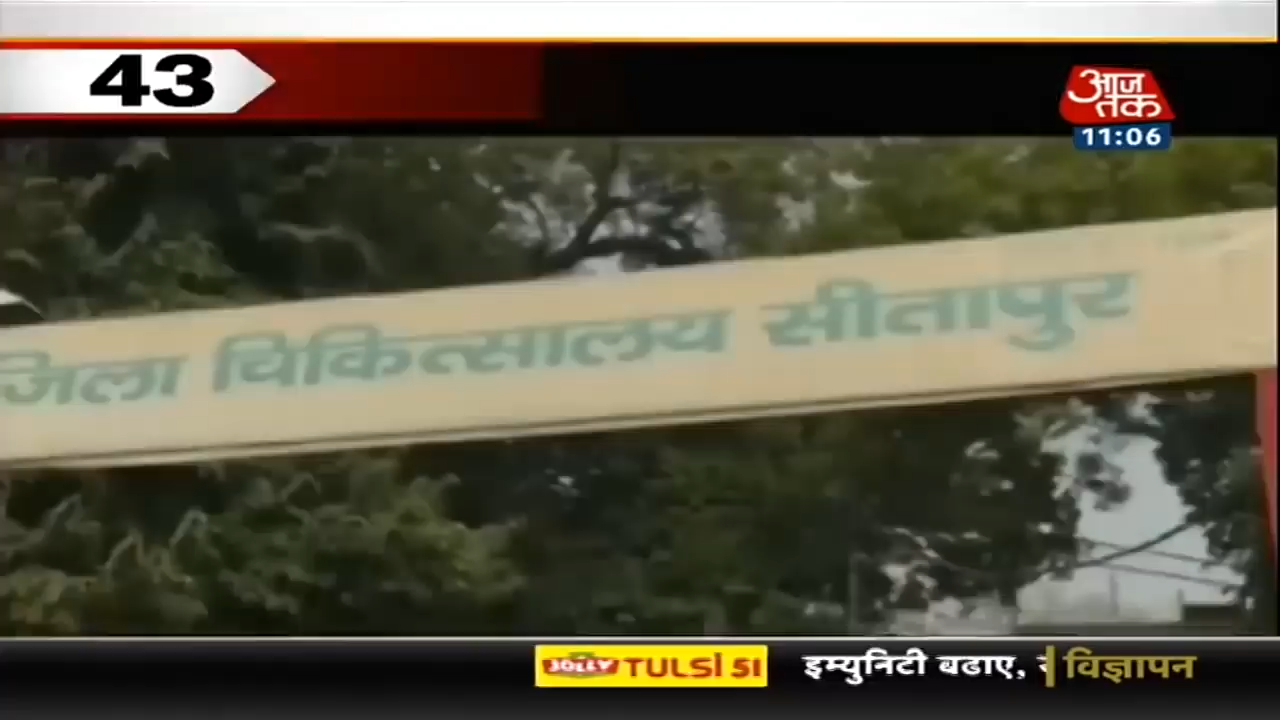 43
आज
तक
11:06
जिला चिकित्सालय सीतापुर
JOLLY TULSI 51 इम्युनिटी बढाए, विज्ञापन